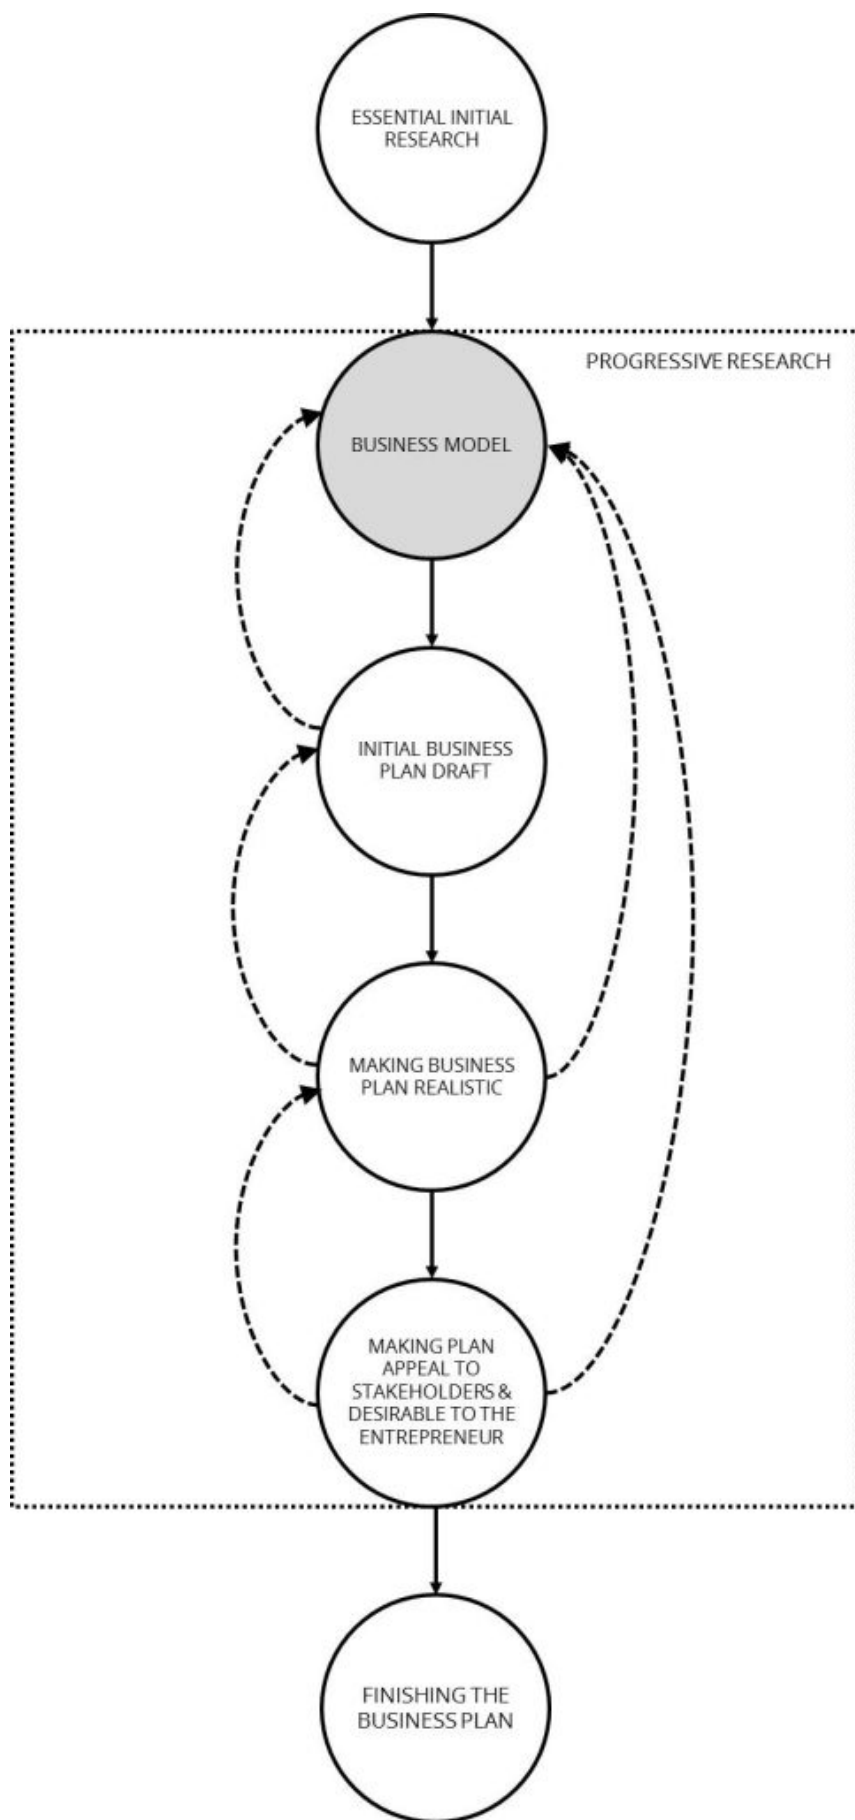 ESSENTIAL INITIAL
RESEARCH
PROGRESSIVE RESEARCH
BUSINESS MODEL
INITIAL BUSINESS
PLAN DRAFT
MAKING BUSINESS
PLAN REALISTIC
MAKING PLAN
APPEAL TO
STAKEHOLDERS &
DESIRABLE TO THE
ENTREPRENEUR
FINISHING THE
BUSINESS PLAN